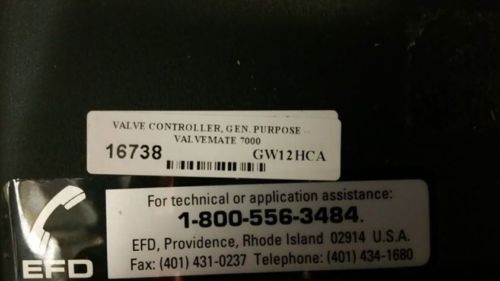 VALVE CONTROLLER, GEN. PURPOSE -
VALVEMATE 7000
16738 GW12HCA
For technical or application assistance:
1-800-556-3484.
EFD, Providence, Rhode Island 02914 U.S.A.
Fax: (401) 431-0237 Telephone: (401) 434-1680
EFD